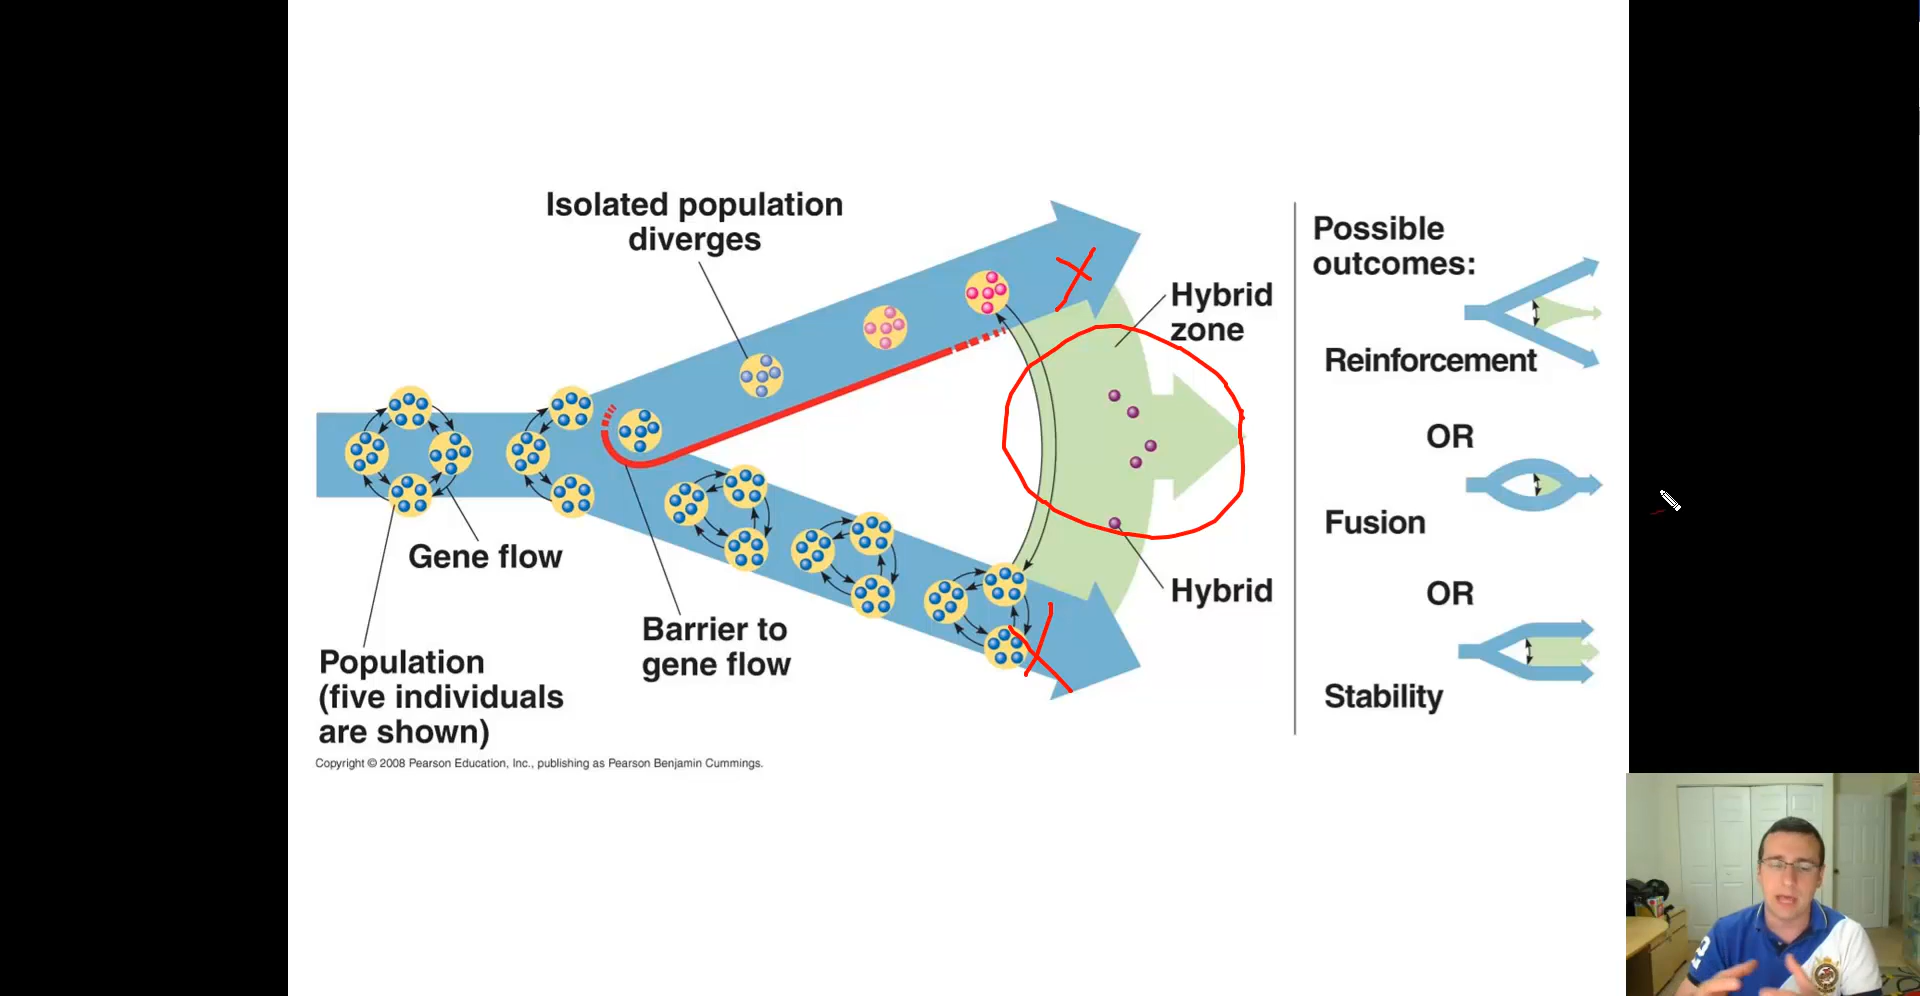 Isolated population
diverges
Possible
outcomes:
Hybrid
zone
Reinforcement
OR
Gene flow
Fusion
Hybrid
OR
Barrier to
gene flow
Population
(five individuals
are shown)
Stability
Copyright © 2008 Pearson Education, Inc., publishing as Pearson Benjamin Cummings.
2